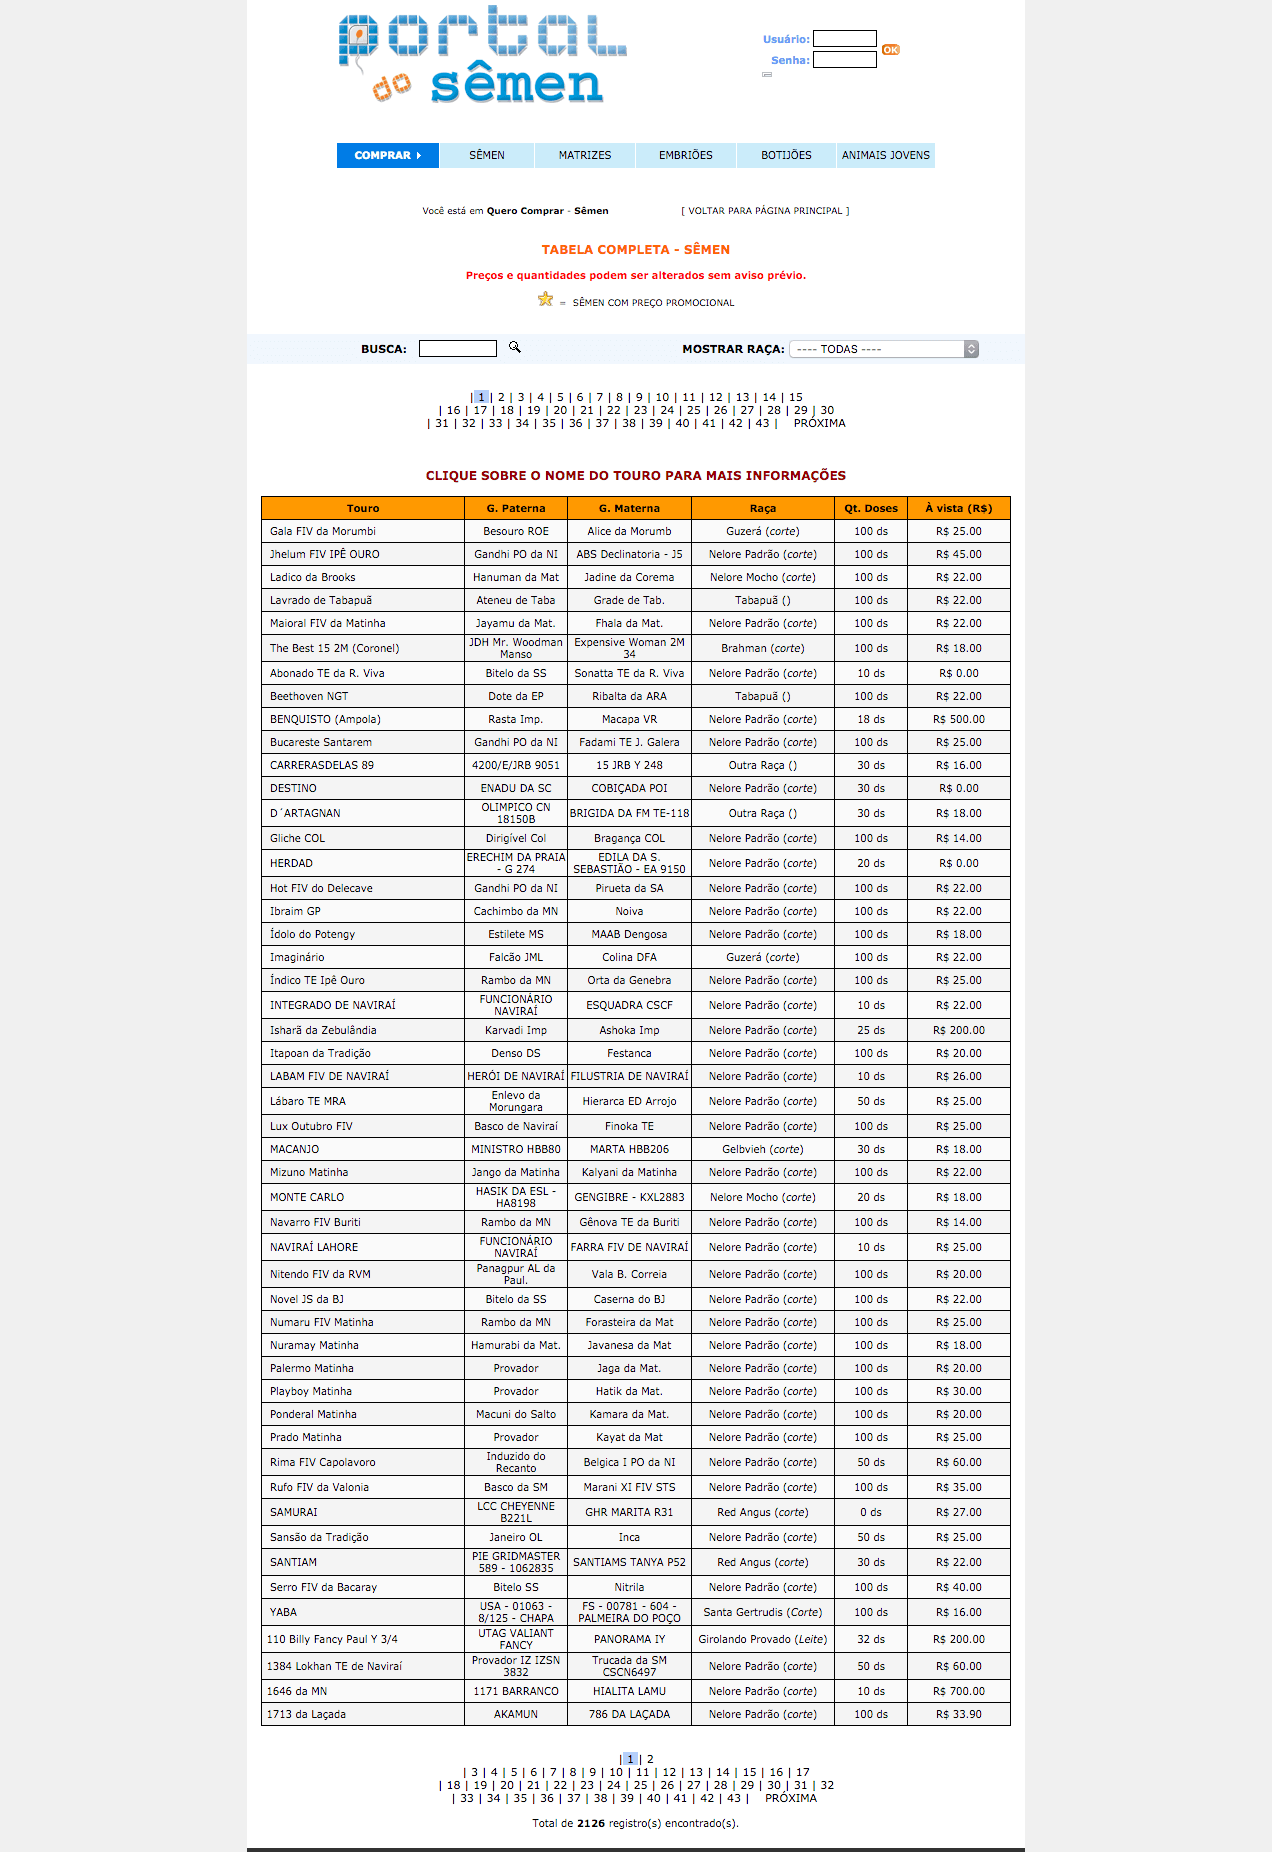 portal
do sêmen
Usuário:
OK
Senha:
COMPRAR SÊMEN MATRIZES EMBRIÕES BOTIJÕES ANIMAIS JOVENS
Você está em Quero Comprar - Sêmen [ VOLTAR PARA PÁGINA PRINCIPAL ]
TABELA COMPLETA - SÊMEN
Preços e quantidades podem ser alterados sem aviso prévio.
= SÊMEN COM PREÇO PROMOCIONAL
BUSCA: MOSTRAR RAÇA: ---- TODAS ----
| 1 | 2 | 3 | 4 | 5 | 6 | 7 | 8 | 9 | 10 | 11 | 12 | 13 | 14 | 15
| 16 | 17 | 18 | 19 | 20 | 21 | 22 | 23 | 24 | 25 | 26 | 27 | 28 | 29 | 30
| 31 | 32 | 33 | 34 | 35 | 36 | 37 | 38 | 39 | 40 | 41 | 42 | 43 | PRÓXIMA
CLIQUE SOBRE O NOME DO TOURO PARA MAIS INFORMAÇÕES
Touro G. Paterna G. Materna Raça Qt. Doses À vista (R$)
Gala FIV da Morumbi Besouro ROE Alice da Morumb Guzerá (corte) 100 ds R$ 25.00
Jhelum FIV IPÊ OURO Gandhi PO da NI ABS Declinatoria - J5 Nelore Padrão (corte) 100 ds R$ 45.00
Ladico da Brooks Hanuman da Mat Jadine da Corema Nelore Mocho (corte) 100 ds R$ 22.00
Lavrado de Tabapuã Ateneu de Taba Grade de Tab. Tabapuã () 100 ds R$ 22.00
Maioral FIV da Matinha Jayamu da Mat. Fhala da Mat. Nelore Padrão (corte) 100 ds R$ 22.00
The Best 15 2M (Coronel) JDH Mr. Woodman Manso Expensive Woman 2M 34 Brahman (corte) 100 ds R$ 18.00
Abonado TE da R. Viva Bitelo da SS Sonatta TE da R. Viva Nelore Padrão (corte) 10 ds R$ 0.00
Beethoven NGT Dote da EP Ribalta da ARA Tabapuã () 100 ds R$ 22.00
BENQUISTO (Ampola) Rasta Imp. Macapa VR Nelore Padrão (corte) 18 ds R$ 500.00
Bucareste Santarem Gandhi PO da NI Fadami TE J. Galera Nelore Padrão (corte) 100 ds R$ 25.00
CARRERASDELAS 89 4200/E/JRB 9051 15 JRB Y 248 Outra Raça () 30 ds R$ 16.00
DESTINO ENADU DA SC COBIÇADA POI Nelore Padrão (corte) 30 ds R$ 0.00
D´ARTAGNAN OLIMPICO CN 18150B BRIGIDA DA FM TE-118 Outra Raça () 30 ds R$ 18.00
Gliche COL Dirigível Col Bragança COL Nelore Padrão (corte) 100 ds R$ 14.00
HERDAD ERECHIM DA PRAIA - G 274 EDILA DA S. SEBASTIÃO - EA 9150 Nelore Padrão (corte) 20 ds R$ 0.00
Hot FIV do Delecave Gandhi PO da NI Pirueta da SA Nelore Padrão (corte) 100 ds R$ 22.00
Ibraim GP Cachimbo da MN Noiva Nelore Padrão (corte) 100 ds R$ 22.00
Ídolo do Potengy Estilete MS MAAB Dengosa Nelore Padrão (corte) 100 ds R$ 18.00
Imaginário Falcão JML Colina DFA Guzerá (corte) 100 ds R$ 22.00
Índico TE Ipê Ouro Rambo da MN Orta da Genebra Nelore Padrão (corte) 100 ds R$ 25.00
INTEGRADO DE NAVIRAÍ FUNCIONÁRIO NAVIRAÍ ESQUADRA CSCF Nelore Padrão (corte) 10 ds R$ 22.00
Isharã da Zebulândia Karvadi Imp Ashoka Imp Nelore Padrão (corte) 25 ds R$ 200.00
Itapoan da Tradição Denso DS Festanca Nelore Padrão (corte) 100 ds R$ 20.00
LABAM FIV DE NAVIRAÍ HERÓI DE NAVIRAÍ FILUSTRIA DE NAVIRAÍ Nelore Padrão (corte) 10 ds R$ 26.00
Lábaro TE MRA Enlevo da Morungara Hierarca ED Arrojo Nelore Padrão (corte) 50 ds R$ 25.00
Lux Outubro FIV Basco de Naviraí Finoka TE Nelore Padrão (corte) 100 ds R$ 25.00
MACANJO MINISTRO HBB80 MARTA HBB206 Gelbvieh (corte) 30 ds R$ 18.00
Mizuno Matinha Jango da Matinha Kalyani da Matinha Nelore Padrão (corte) 100 ds R$ 22.00
MONTE CARLO HASIK DA ESL - HA8198 GENGIBRE - KXL2883 Nelore Mocho (corte) 20 ds R$ 18.00
Navarro FIV Buriti Rambo da MN Gênova TE da Buriti Nelore Padrão (corte) 100 ds R$ 14.00
NAVIRAÍ LAHORE FUNCIONÁRIO NAVIRAÍ FARRA FIV DE NAVIRAÍ Nelore Padrão (corte) 10 ds R$ 25.00
Nitendo FIV da RVM Panagpur AL da Paul. Vala B. Correia Nelore Padrão (corte) 100 ds R$ 20.00
Novel JS da BJ Bitelo da SS Caserna do BJ Nelore Padrão (corte) 100 ds R$ 22.00
Numaru FIV Matinha Rambo da MN Forasteira da Mat Nelore Padrão (corte) 100 ds R$ 25.00
Nuramay Matinha Hamurabi da Mat. Javanesa da Mat Nelore Padrão (corte) 100 ds R$ 18.00
Palermo Matinha Provador Jaga da Mat. Nelore Padrão (corte) 100 ds R$ 20.00
Playboy Matinha Provador Hatik da Mat. Nelore Padrão (corte) 100 ds R$ 30.00
Ponderal Matinha Macuni do Salto Kamara da Mat. Nelore Padrão (corte) 100 ds R$ 20.00
Prado Matinha Provador Kayat da Mat Nelore Padrão (corte) 100 ds R$ 25.00
Rima FIV Capolavoro Induzido do Recanto Belgica I PO da NI Nelore Padrão (corte) 50 ds R$ 60.00
Rufo FIV da Valonia Basco da SM Marani XI FIV STS Nelore Padrão (corte) 100 ds R$ 35.00
SAMURAI LCC CHEYENNE B221L GHR MARITA R31 Red Angus (corte) 0 ds R$ 27.00
Sansão da Tradição Janeiro OL Inca Nelore Padrão (corte) 50 ds R$ 25.00
SANTIAM PIE GRIDMASTER 589 - 1062835 SANTIAMS TANYA P52 Red Angus (corte) 30 ds R$ 22.00
Serro FIV da Bacaray Bitelo SS Nitrila Nelore Padrão (corte) 100 ds R$ 40.00
YABA USA - 01063 - 8/125 - CHAPA FS - 00781 - 604 - PALMEIRA DO POÇO Santa Gertrudis (Corte) 100 ds R$ 16.00
110 Billy Fancy Paul Y 3/4 UTAG VALIANT FANCY PANORAMA IY Girolando Provado (Leite) 32 ds R$ 200.00
1384 Lokhan TE de Naviraí Provador IZ IZSN 3832 Trucada da SM CSCN6497 Nelore Padrão (corte) 50 ds R$ 60.00
1646 da MN 1171 BARRANCO HIALITA LAMU Nelore Padrão (corte) 10 ds R$ 700.00
1713 da Laçada AKAMUN 786 DA LAÇADA Nelore Padrão (corte) 100 ds R$ 33.90
| 1 | 2
| 3 | 4 | 5 | 6 | 7 | 8 | 9 | 10 | 11 | 12 | 13 | 14 | 15 | 16 | 17
| 18 | 19 | 20 | 21 | 22 | 23 | 24 | 25 | 26 | 27 | 28 | 29 | 30 | 31 | 32
| 33 | 34 | 35 | 36 | 37 | 38 | 39 | 40 | 41 | 42 | 43 | PRÓXIMA
Total de 2126 registro(s) encontrado(s).